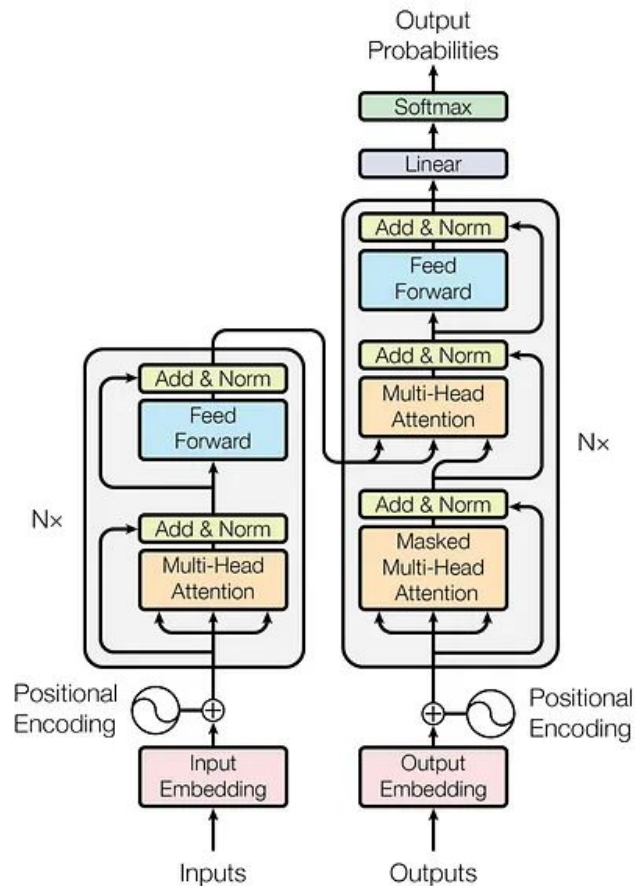 Output
Probabilities
Softmax
Linear
Add & Norm
Feed
Forward
Add & Norm
Multi-Head
Attention
Nx
Add & Norm
Masked
Multi-Head
Attention
Add & Norm
Feed
Forward
Nx
Add & Norm
Multi-Head
Attention
Positional
Encoding
Positional
Encoding
Input
Embedding
Output
Embedding
Inputs
Outputs